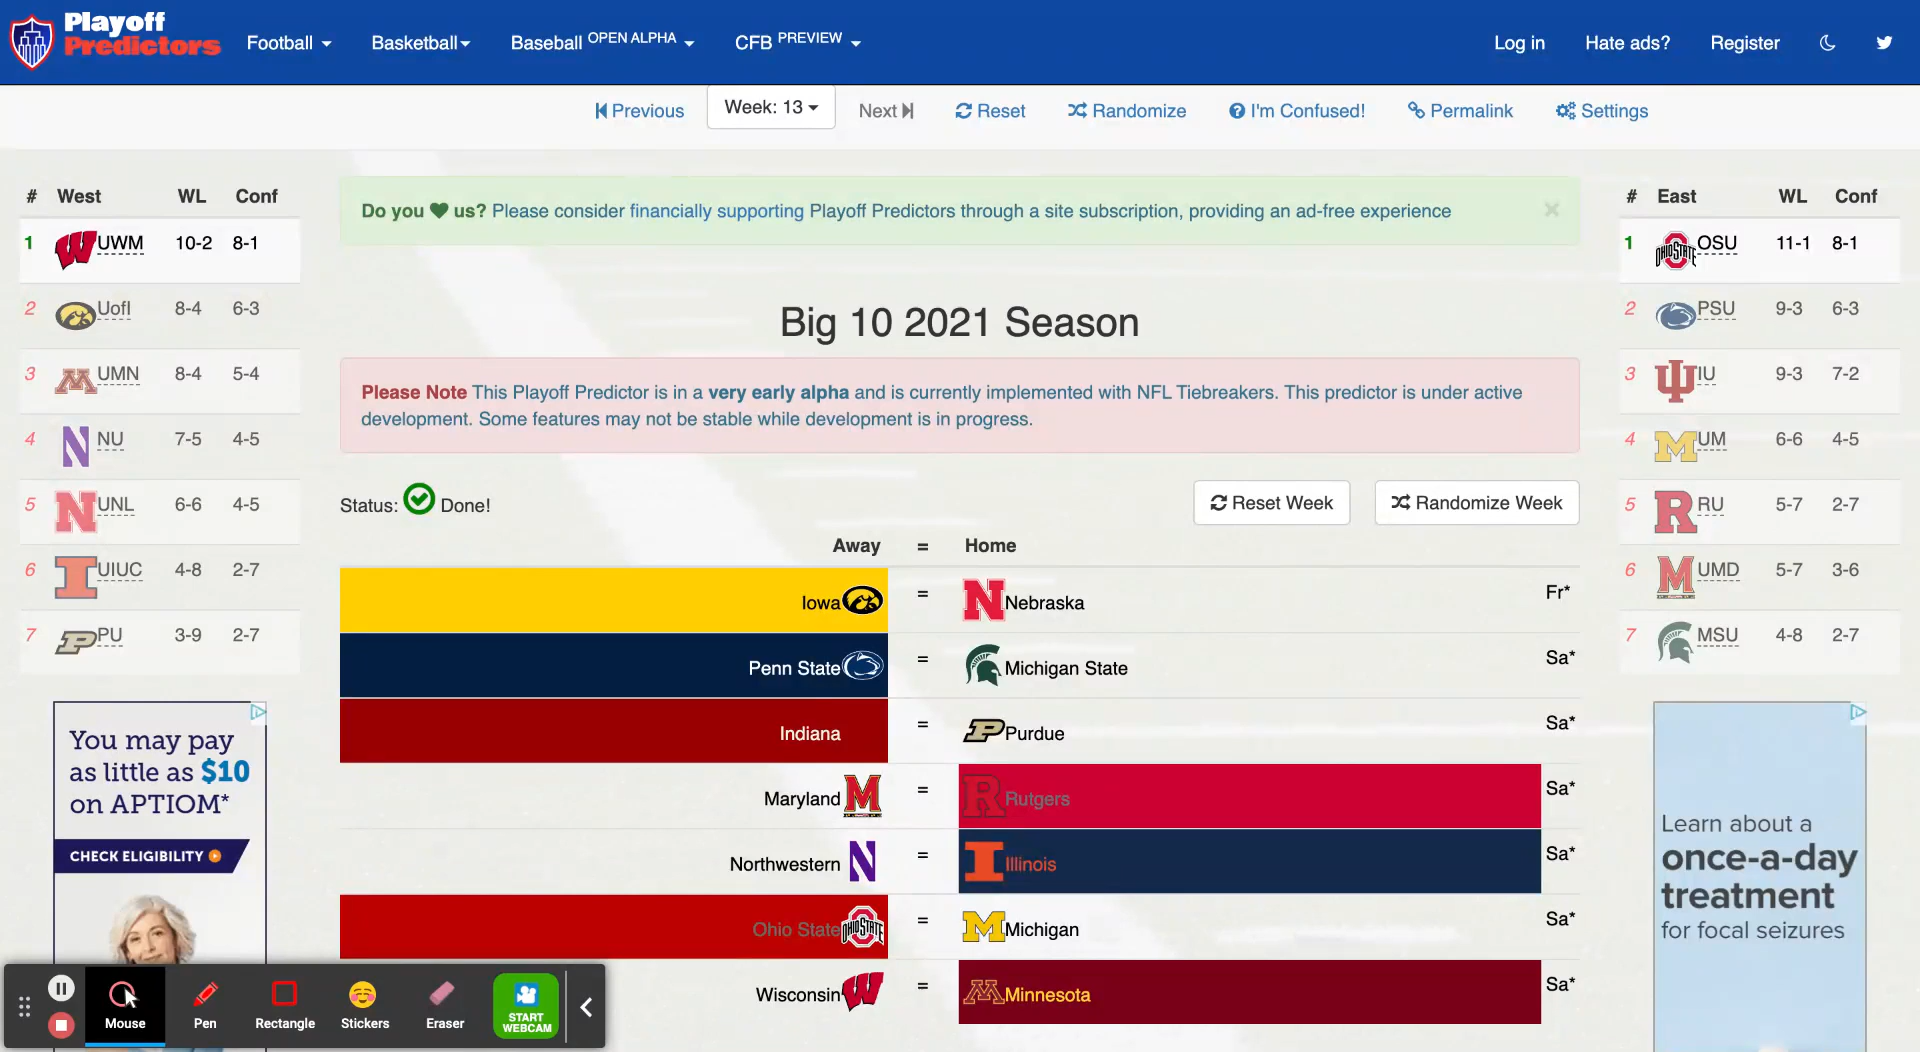 Playoff
Predictors
Football
Basketball
Baseball OPEN ALPHA
CFB PREVIEW
Log in
Hate ads?
Register
Previous
Week: 13
Next
Reset
Randomize
I'm Confused!
Permalink
Settings
# West WL Conf
1 UWM 10-2 8-1
2 UofI 8-4 6-3
3 UMN 8-4 5-4
4 NU 7-5 4-5
5 UNL 6-6 4-5
6 UIUC 4-8 2-7
7 PU 3-9 2-7
Do you us? Please consider financially supporting Playoff Predictors through a site subscription, providing an ad-free experience ×
Big 10 2021 Season
Please Note This Playoff Predictor is in a very early alpha and is currently implemented with NFL Tiebreakers. This predictor is under active
development. Some features may not be stable while development is in progress.
Status: Done!
Reset Week
Randomize Week
Away = Home
Iowa = Nebraska Fr*
Penn State = Michigan State Sa*
Indiana = Purdue Sa*
Maryland = Rutgers Sa*
Northwestern = Illinois Sa*
Ohio State = Michigan Sa*
Wisconsin = Minnesota Sa*
# East WL Conf
1 OSU 11-1 8-1
2 PSU 9-3 6-3
3 IU 9-3 7-2
4 UM 6-6 4-5
5 RU 5-7 2-7
6 UMD 5-7 3-6
7 MSU 4-8 2-7
You may pay
as little as $10
on APTIOM*
CHECK ELIGIBILITY
Learn about a
once-a-day
treatment
for focal seizures
Mouse
Pen
Rectangle
Stickers
Eraser
START
WEBCAM